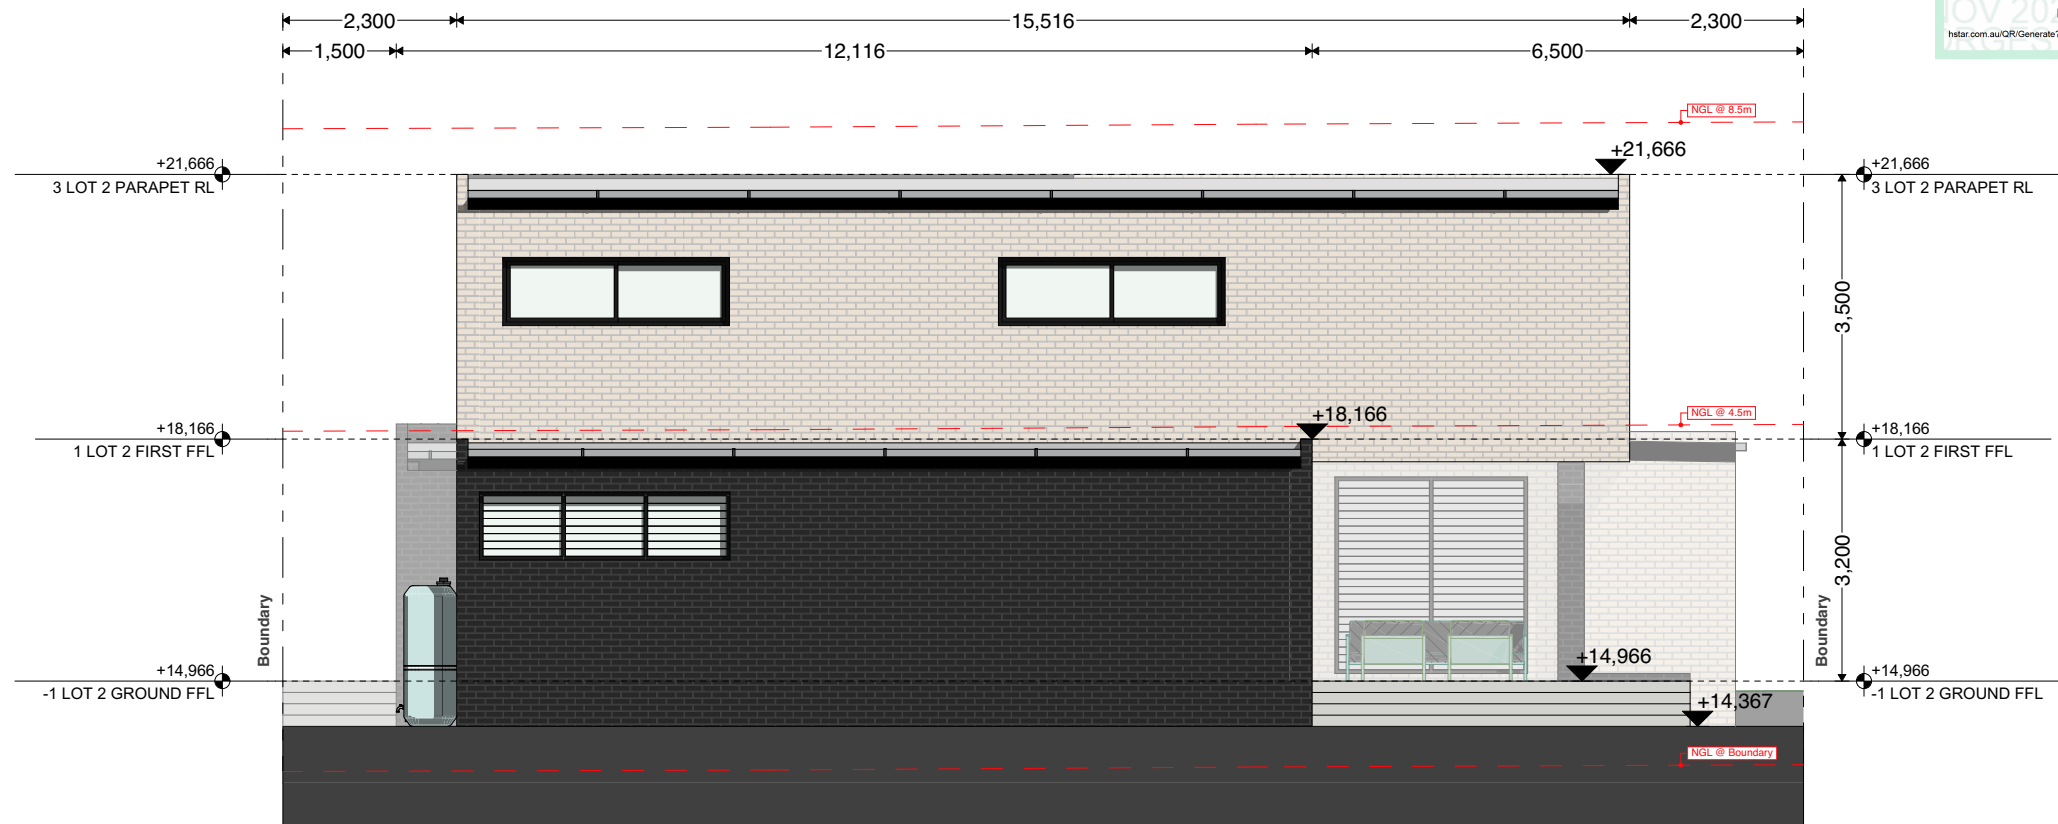 2,300
15,516
2,300
1,500
12,116
6,500
NOV 202
hstar.com.au/QR/Generate?
NGL @ 8.5m
+21,666
3 LOT 2 PARAPET RL
+21,666
+21,666
3 LOT 2 PARAPET RL
3,500
NGL @ 4.5m
+18,166
1 LOT 2 FIRST FFL
+18,166
+18,166
1 LOT 2 FIRST FFL
3,200
Boundary
Boundary
+14,966
-1 LOT 2 GROUND FFL
+14,966
+14,966
-1 LOT 2 GROUND FFL
+14,367
NGL @ Boundary